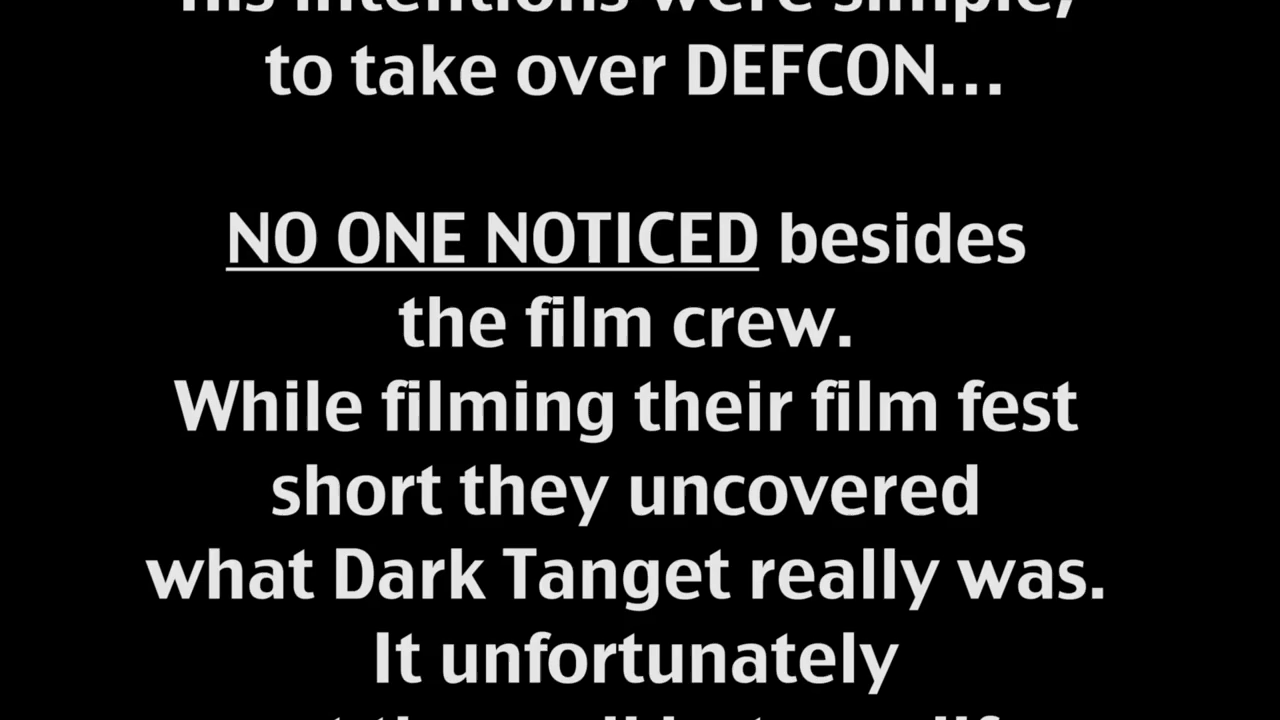 His intentions were simple,
to take over DEFCON...
NO ONE NOTICED besides
the film crew.
While filming their film fest
short they uncovered
what Dark Tanget really was.
It unfortunately